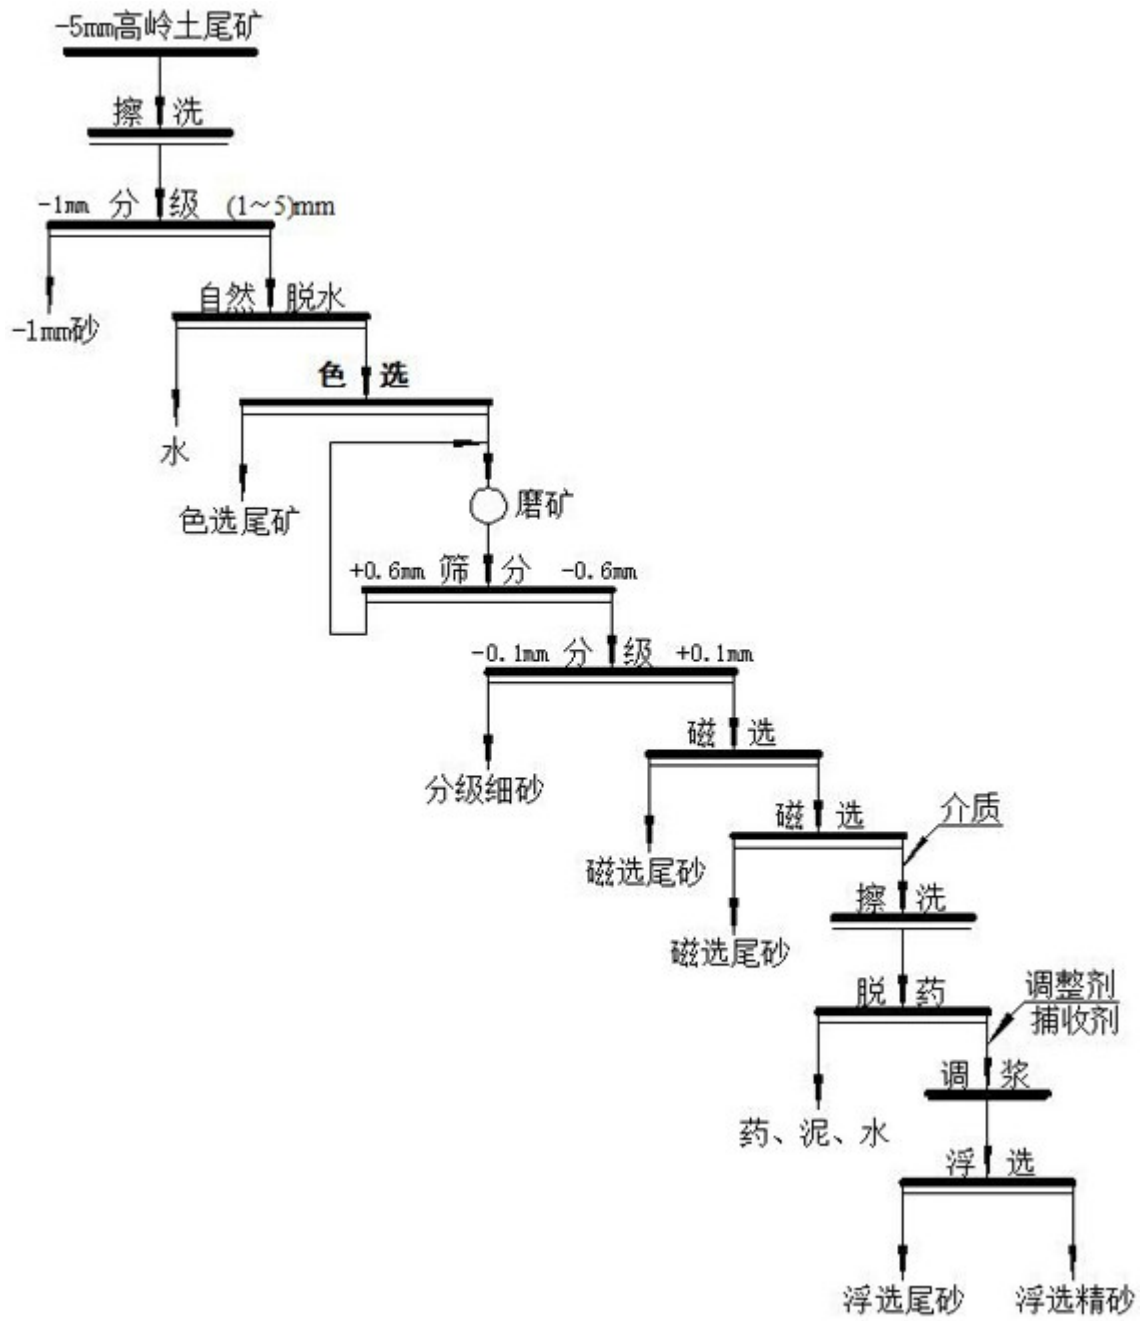 -5mm高岭土尾矿
擦 洗
-1mm 分 级 (1~5)mm
自然 脱水
-1mm砂
色 选
水
磨矿
色选尾矿
+0.6mm 筛 分 -0.6mm
-0.1mm 分 级 +0.1mm
磁 选
分级细砂
介质
磁 选
磁选尾砂
擦 洗
磁选尾砂
调整剂
脱 药
捕收剂
调 浆
药、泥、水
浮 选
浮选尾砂 浮选精砂